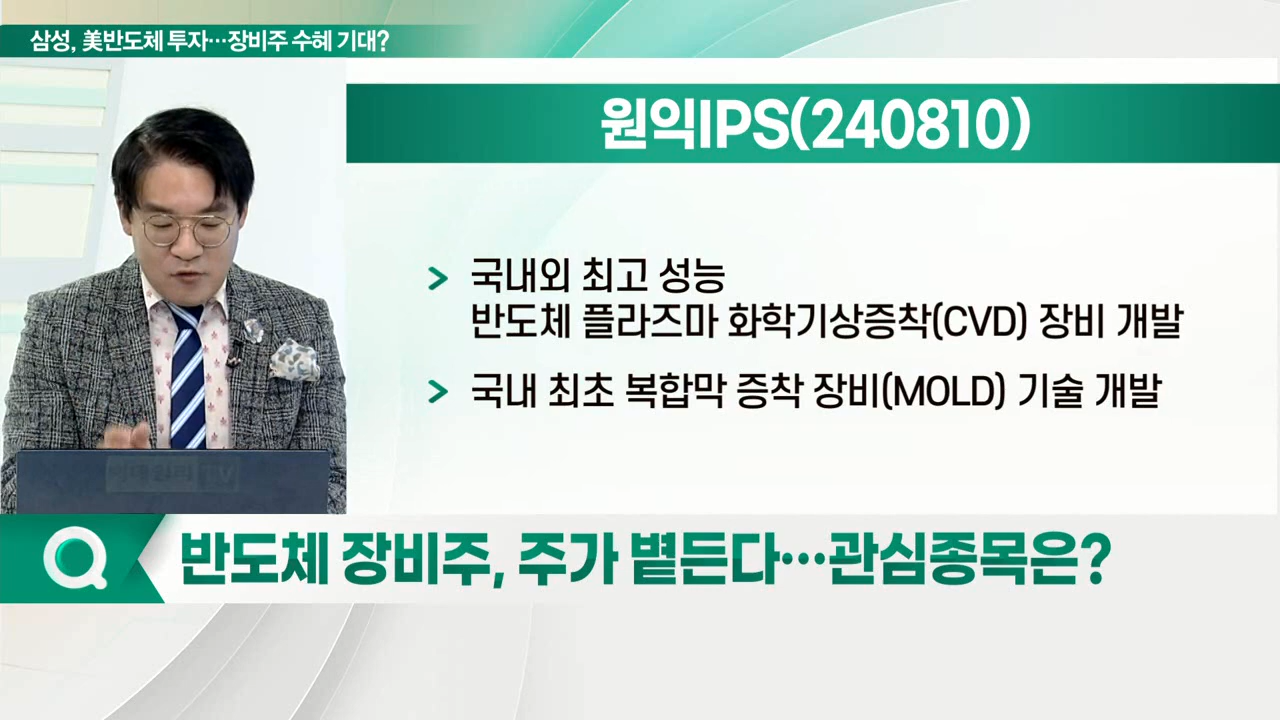 삼성, 美반도체 투자…장비주 수혜 기대?
원익IPS(240810)
> 국내외 최고 성능
반도체 플라즈마 화학기상증착(CVD) 장비 개발
> 국내 최초 복합막 증착 장비(MOLD) 기술 개발
Q 반도체 장비주, 주가 볕든다…관심종목은?